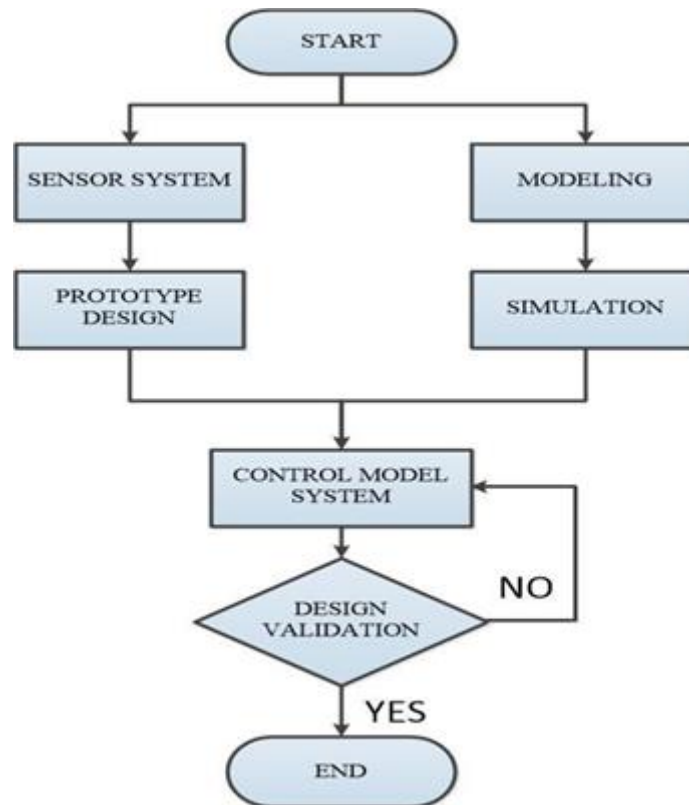 START
SENSOR SYSTEM
MODELING
PROTOTYPE
DESIGN
SIMULATION
CONTROL MODEL
SYSTEM
DESIGN
VALIDATION
NO
YES
END